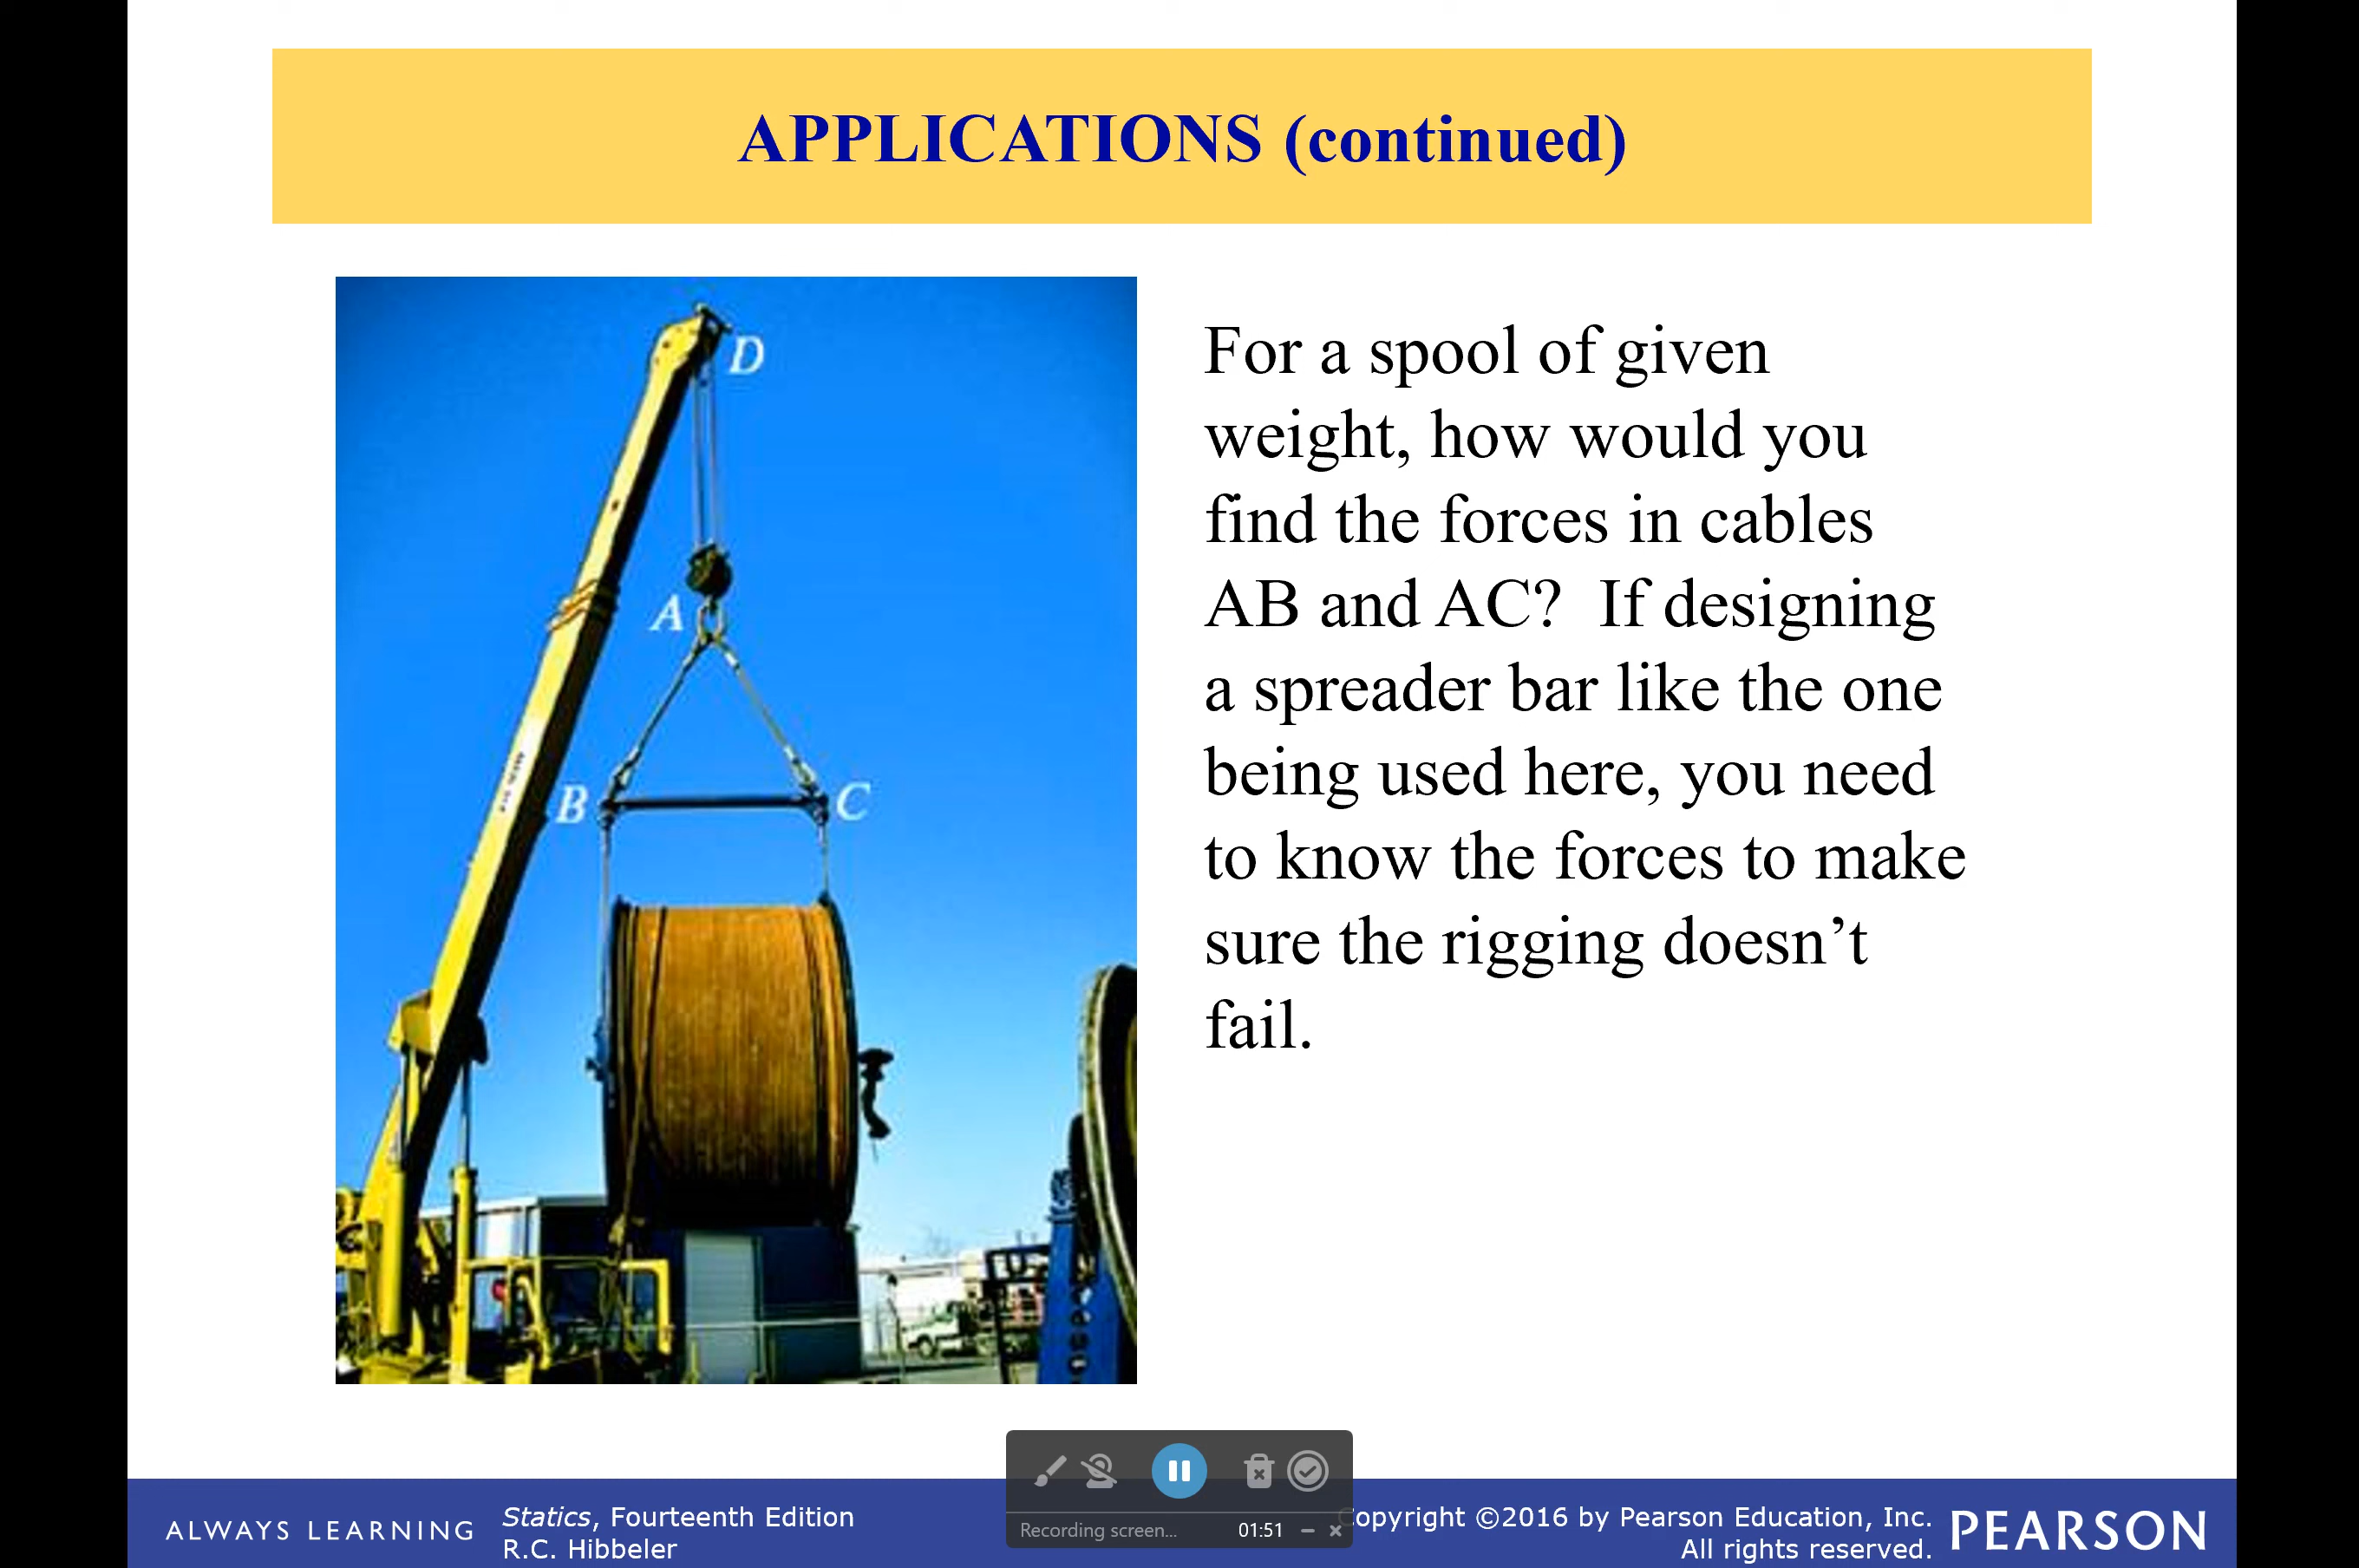 APPLICATIONS (continued)
D
A
B
C
For a spool of given
weight, how would you
find the forces in cables
AB and AC?  If designing
a spreader bar like the one
being used here, you need
to know the forces to make
sure the rigging doesn’t
fail.
ALWAYS LEARNING
Statics, Fourteenth Edition
R.C. Hibbeler
Recording screen...
01:51
opyright ©2016 by Pearson Education, Inc.
All rights reserved.
PEARSON